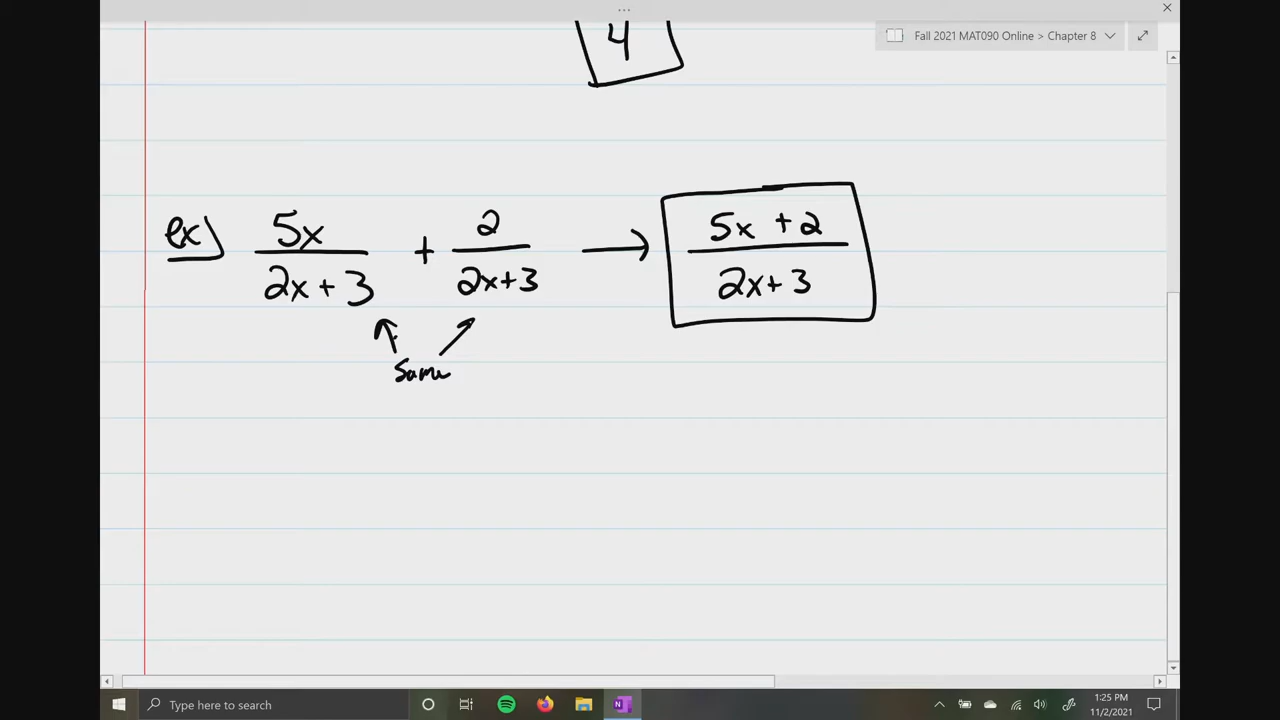 ...
Fall 2021 MAT090 Online > Chapter 8
4
ex) 5x/(2x+3) + 2/(2x+3) → (5x+2)/(2x+3)
Same
Type here to search
1:25 PM
11/2/2021